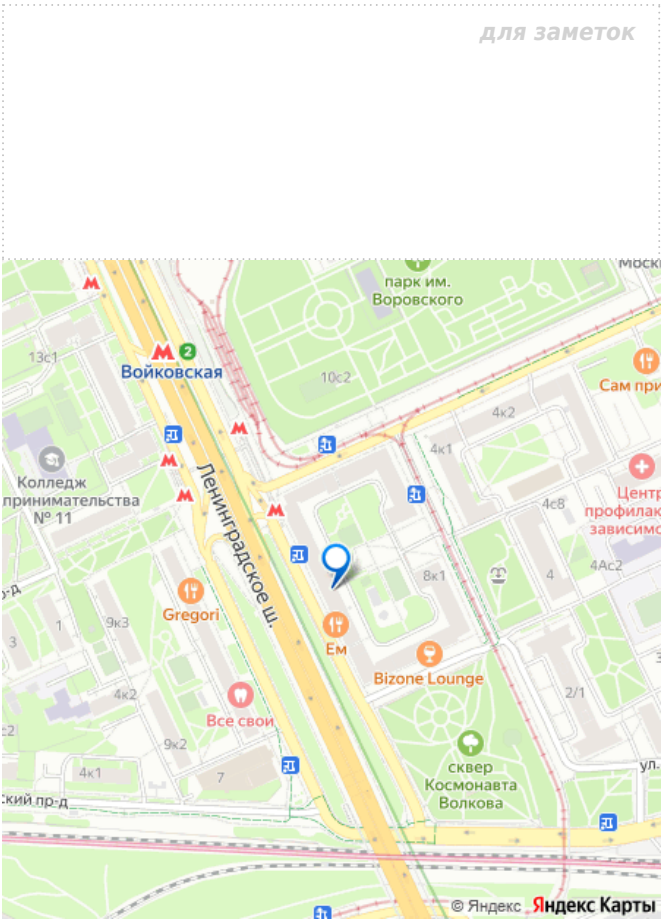 для заметок
Моск
парк им.
Воровского
13с1
2
Войковская
10с2
Сам при
4к2
4к1
Колледж
принимательства
№ 11
Ленинградское ш.
Центр
профилак
зависимо
4с8
4Ас2
8к1
4
Gregori
Ем
1
9к3
3
Bizone Lounge
4к2
2/1
Все свои
9к2
сквер
Космонавта
Волкова
4к1
7
ул.
ский пр-д
© Яндекс Яндекс Карты